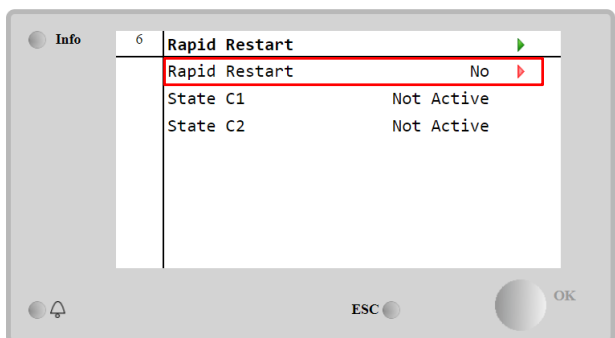 Info
6 Rapid Restart
Rapid Restart No
State C1 Not Active
State C2 Not Active
ESC
OK